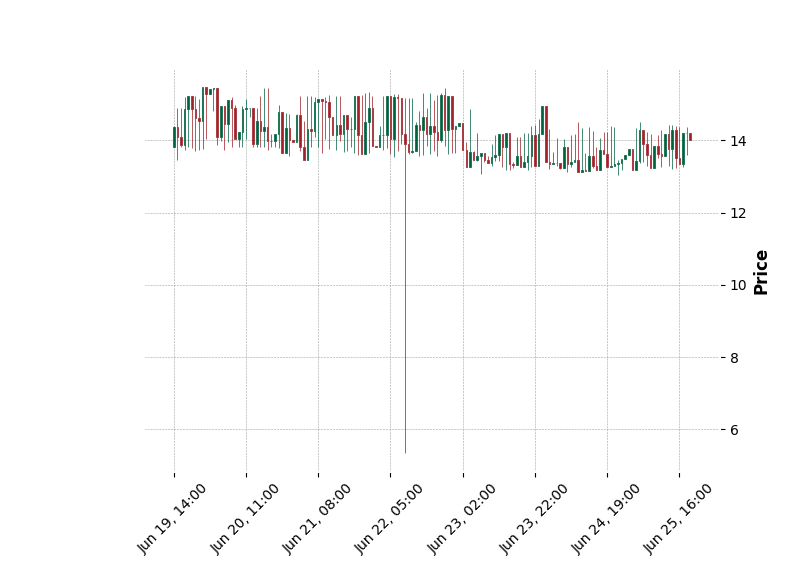 14
12
10
8
6
Price
Jun 19, 14:00
Jun 20, 11:00
Jun 21, 08:00
Jun 22, 05:00
Jun 23, 02:00
Jun 23, 22:00
Jun 24, 19:00
Jun 25, 16:00